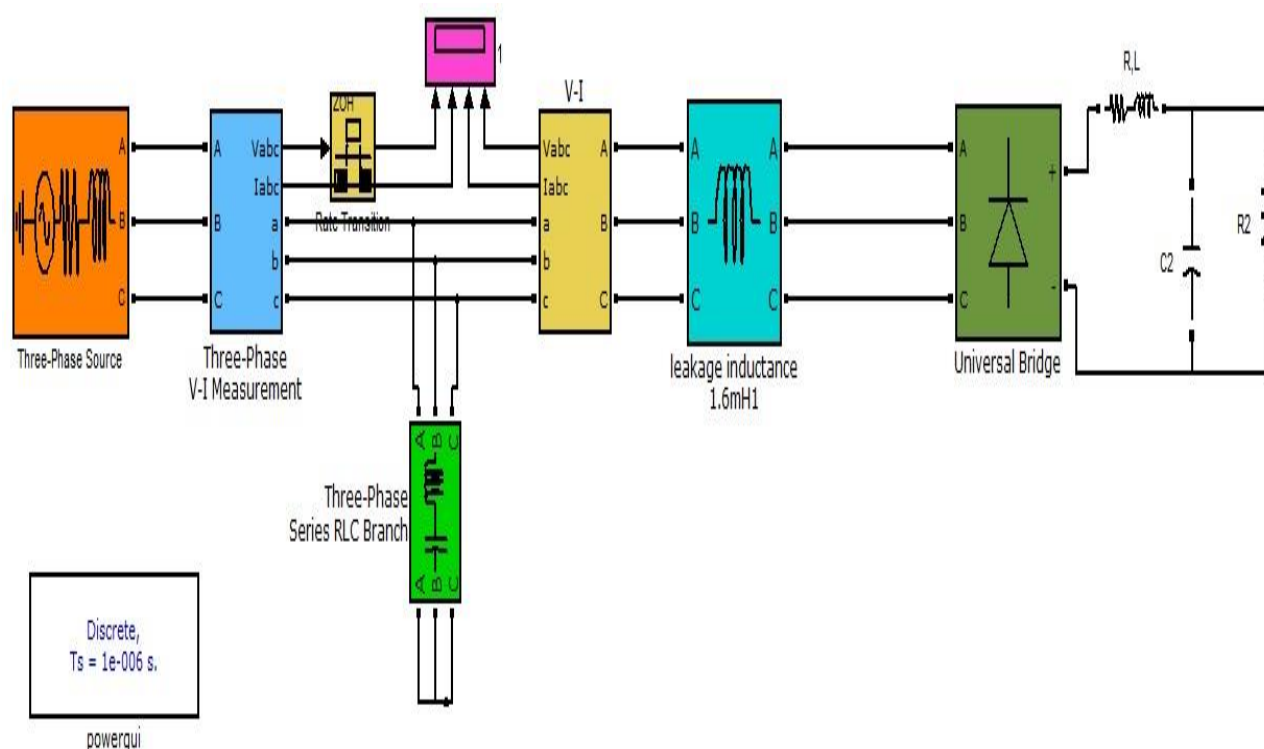 1
ZOH
V-I
R,L
A
B
C
A
B
C
Vabc
Iabc
a
b
c
Rate Transition
Vabc
Iabc
a
b
c
A
B
C
A
B
C
A
B
C
A
B
C
+
-
C2
R2
Three-Phase Source
Three-Phase
V-I Measurement
leakage inductance
1.6mH1
Universal Bridge
A
B
C
Three-Phase
Series RLC Branch
A
B
C
Discrete,
Ts = 1e-006 s.
powergui